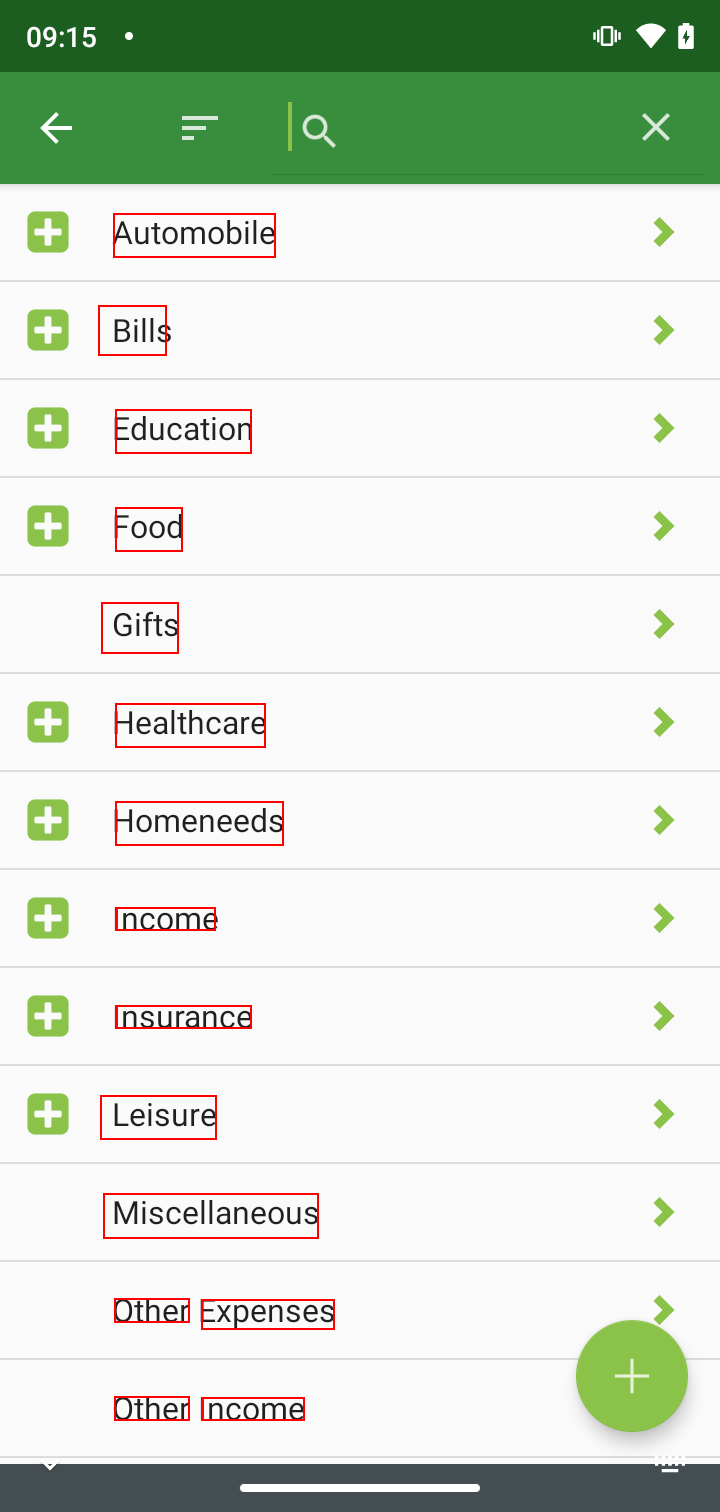 09:15
Automobile
Bills
Education
Food
Gifts
Healthcare
Homeneeds
Income
Insurance
Leisure
Miscellaneous
Other Expenses
Other Income